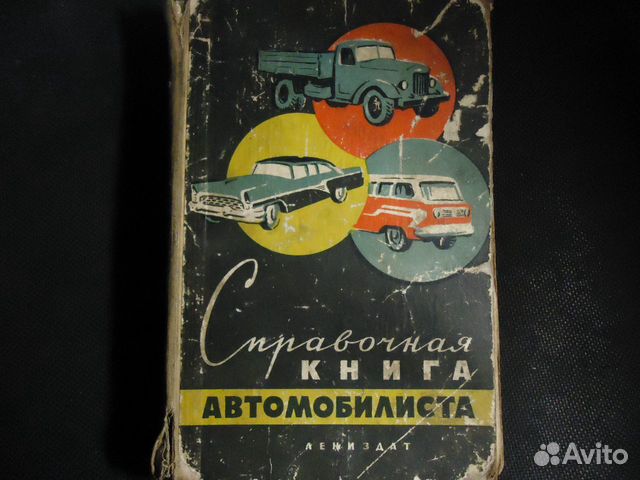 Справочная
КНИГА
АВТОМОБИЛИСТА
ЛЕНИЗДАТ
Avito